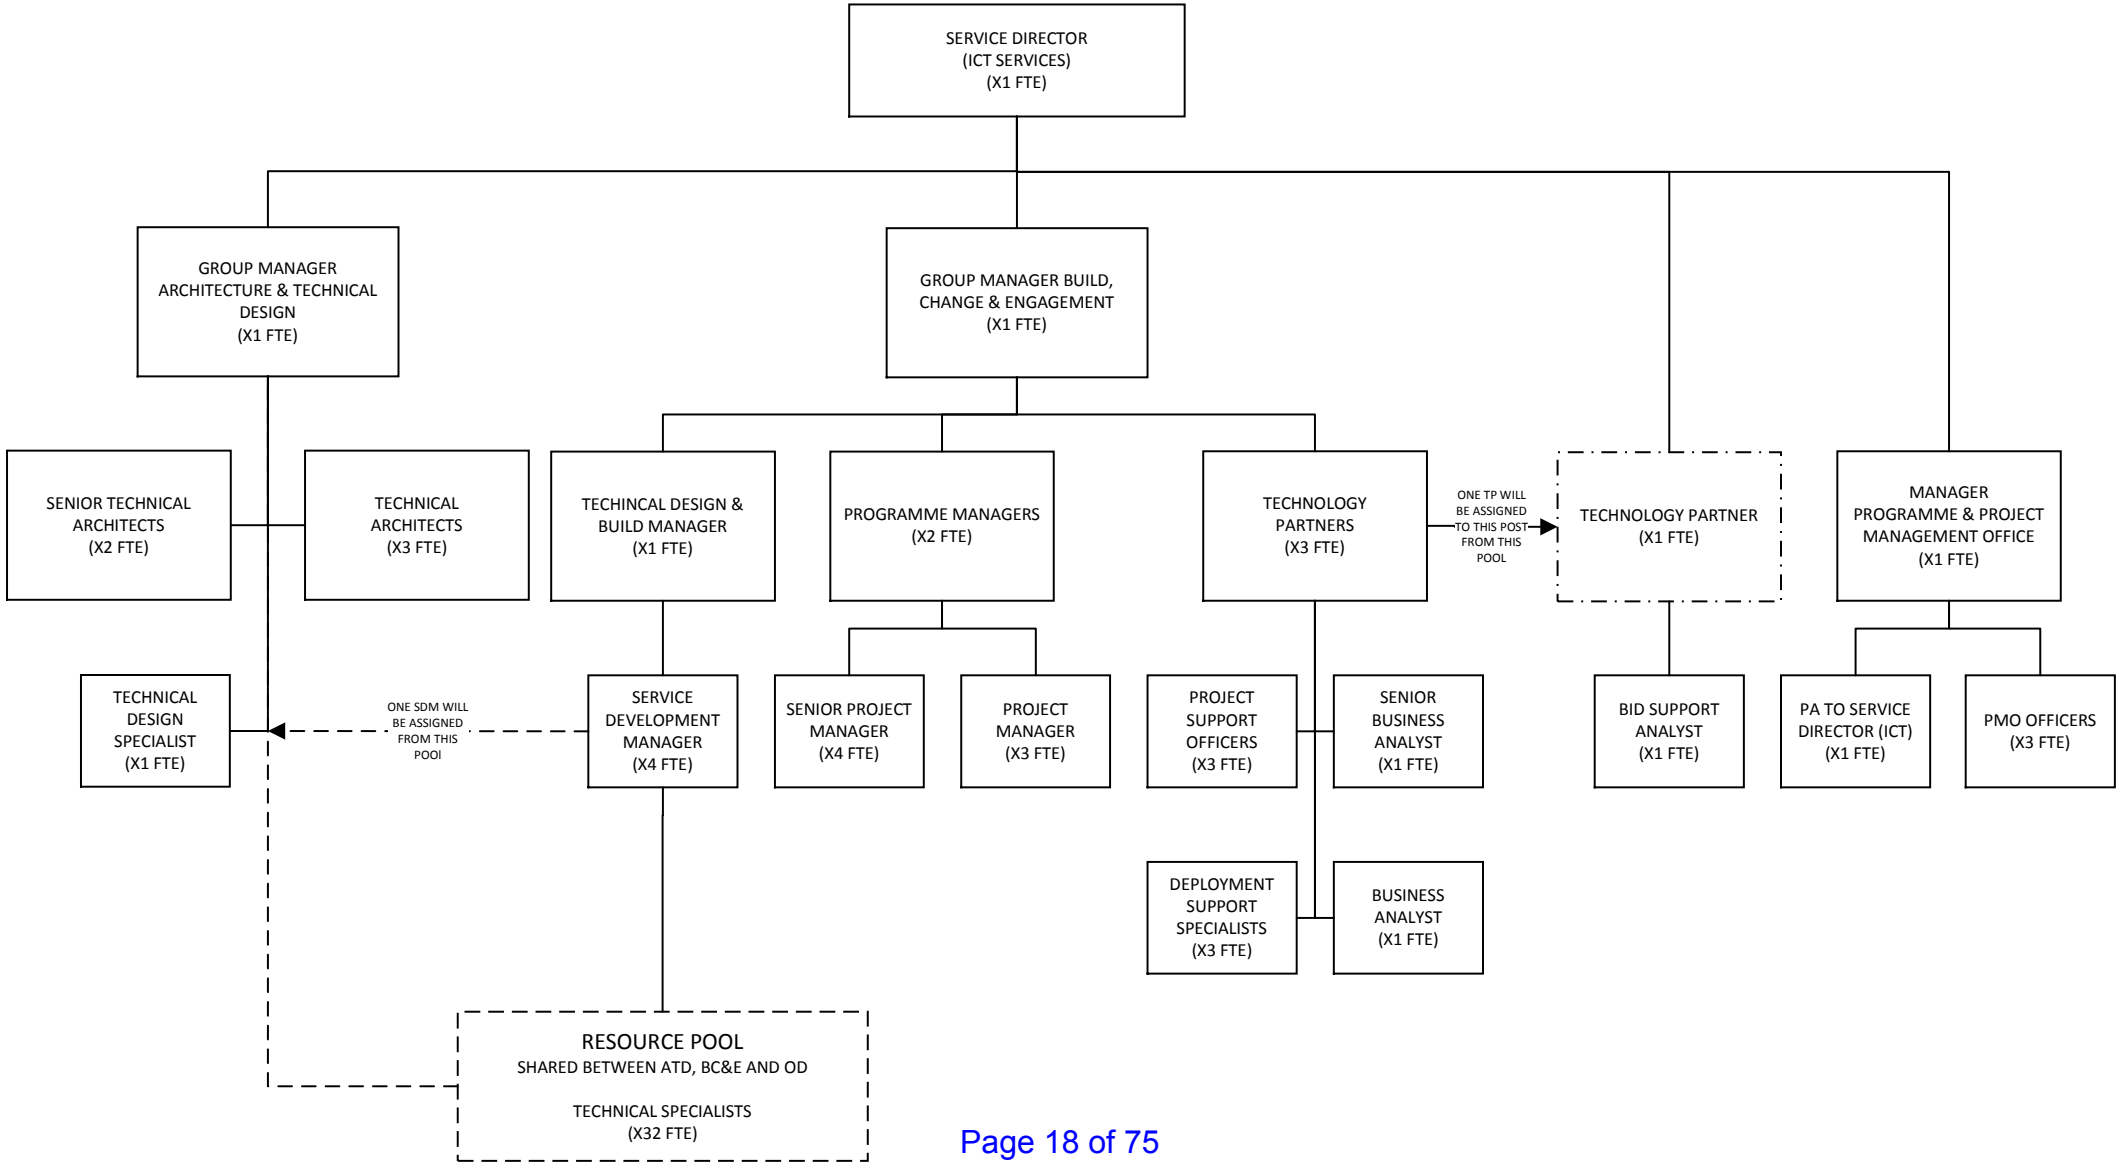 SERVICE DIRECTOR
(ICT SERVICES)
(X1 FTE)
GROUP MANAGER
ARCHITECTURE & TECHNICAL
DESIGN
(X1 FTE)
GROUP MANAGER BUILD,
CHANGE & ENGAGEMENT
(X1 FTE)
SENIOR TECHNICAL
ARCHITECTS
(X2 FTE)
TECHNICAL
ARCHITECTS
(X3 FTE)
TECHINCAL DESIGN &
BUILD MANAGER
(X1 FTE)
PROGRAMME MANAGERS
(X2 FTE)
TECHNOLOGY
PARTNERS
(X3 FTE)
ONE TP WILL
BE ASSIGNED
TO THIS POST
FROM THIS
POOL
TECHNOLOGY PARTNER
(X1 FTE)
MANAGER
PROGRAMME & PROJECT
MANAGEMENT OFFICE
(X1 FTE)
TECHNICAL
DESIGN
SPECIALIST
(X1 FTE)
ONE SDM WILL
BE ASSIGNED
FROM THIS
POOl
SERVICE
DEVELOPMENT
MANAGER
(X4 FTE)
SENIOR PROJECT
MANAGER
(X4 FTE)
PROJECT
MANAGER
(X3 FTE)
PROJECT
SUPPORT
OFFICERS
(X3 FTE)
SENIOR
BUSINESS
ANALYST
(X1 FTE)
BID SUPPORT
ANALYST
(X1 FTE)
PA TO SERVICE
DIRECTOR (ICT)
(X1 FTE)
PMO OFFICERS
(X3 FTE)
DEPLOYMENT
SUPPORT
SPECIALISTS
(X3 FTE)
BUSINESS
ANALYST
(X1 FTE)
RESOURCE POOL
SHARED BETWEEN ATD, BC&E AND OD
TECHNICAL SPECIALISTS
(X32 FTE)
Page 18 of 75